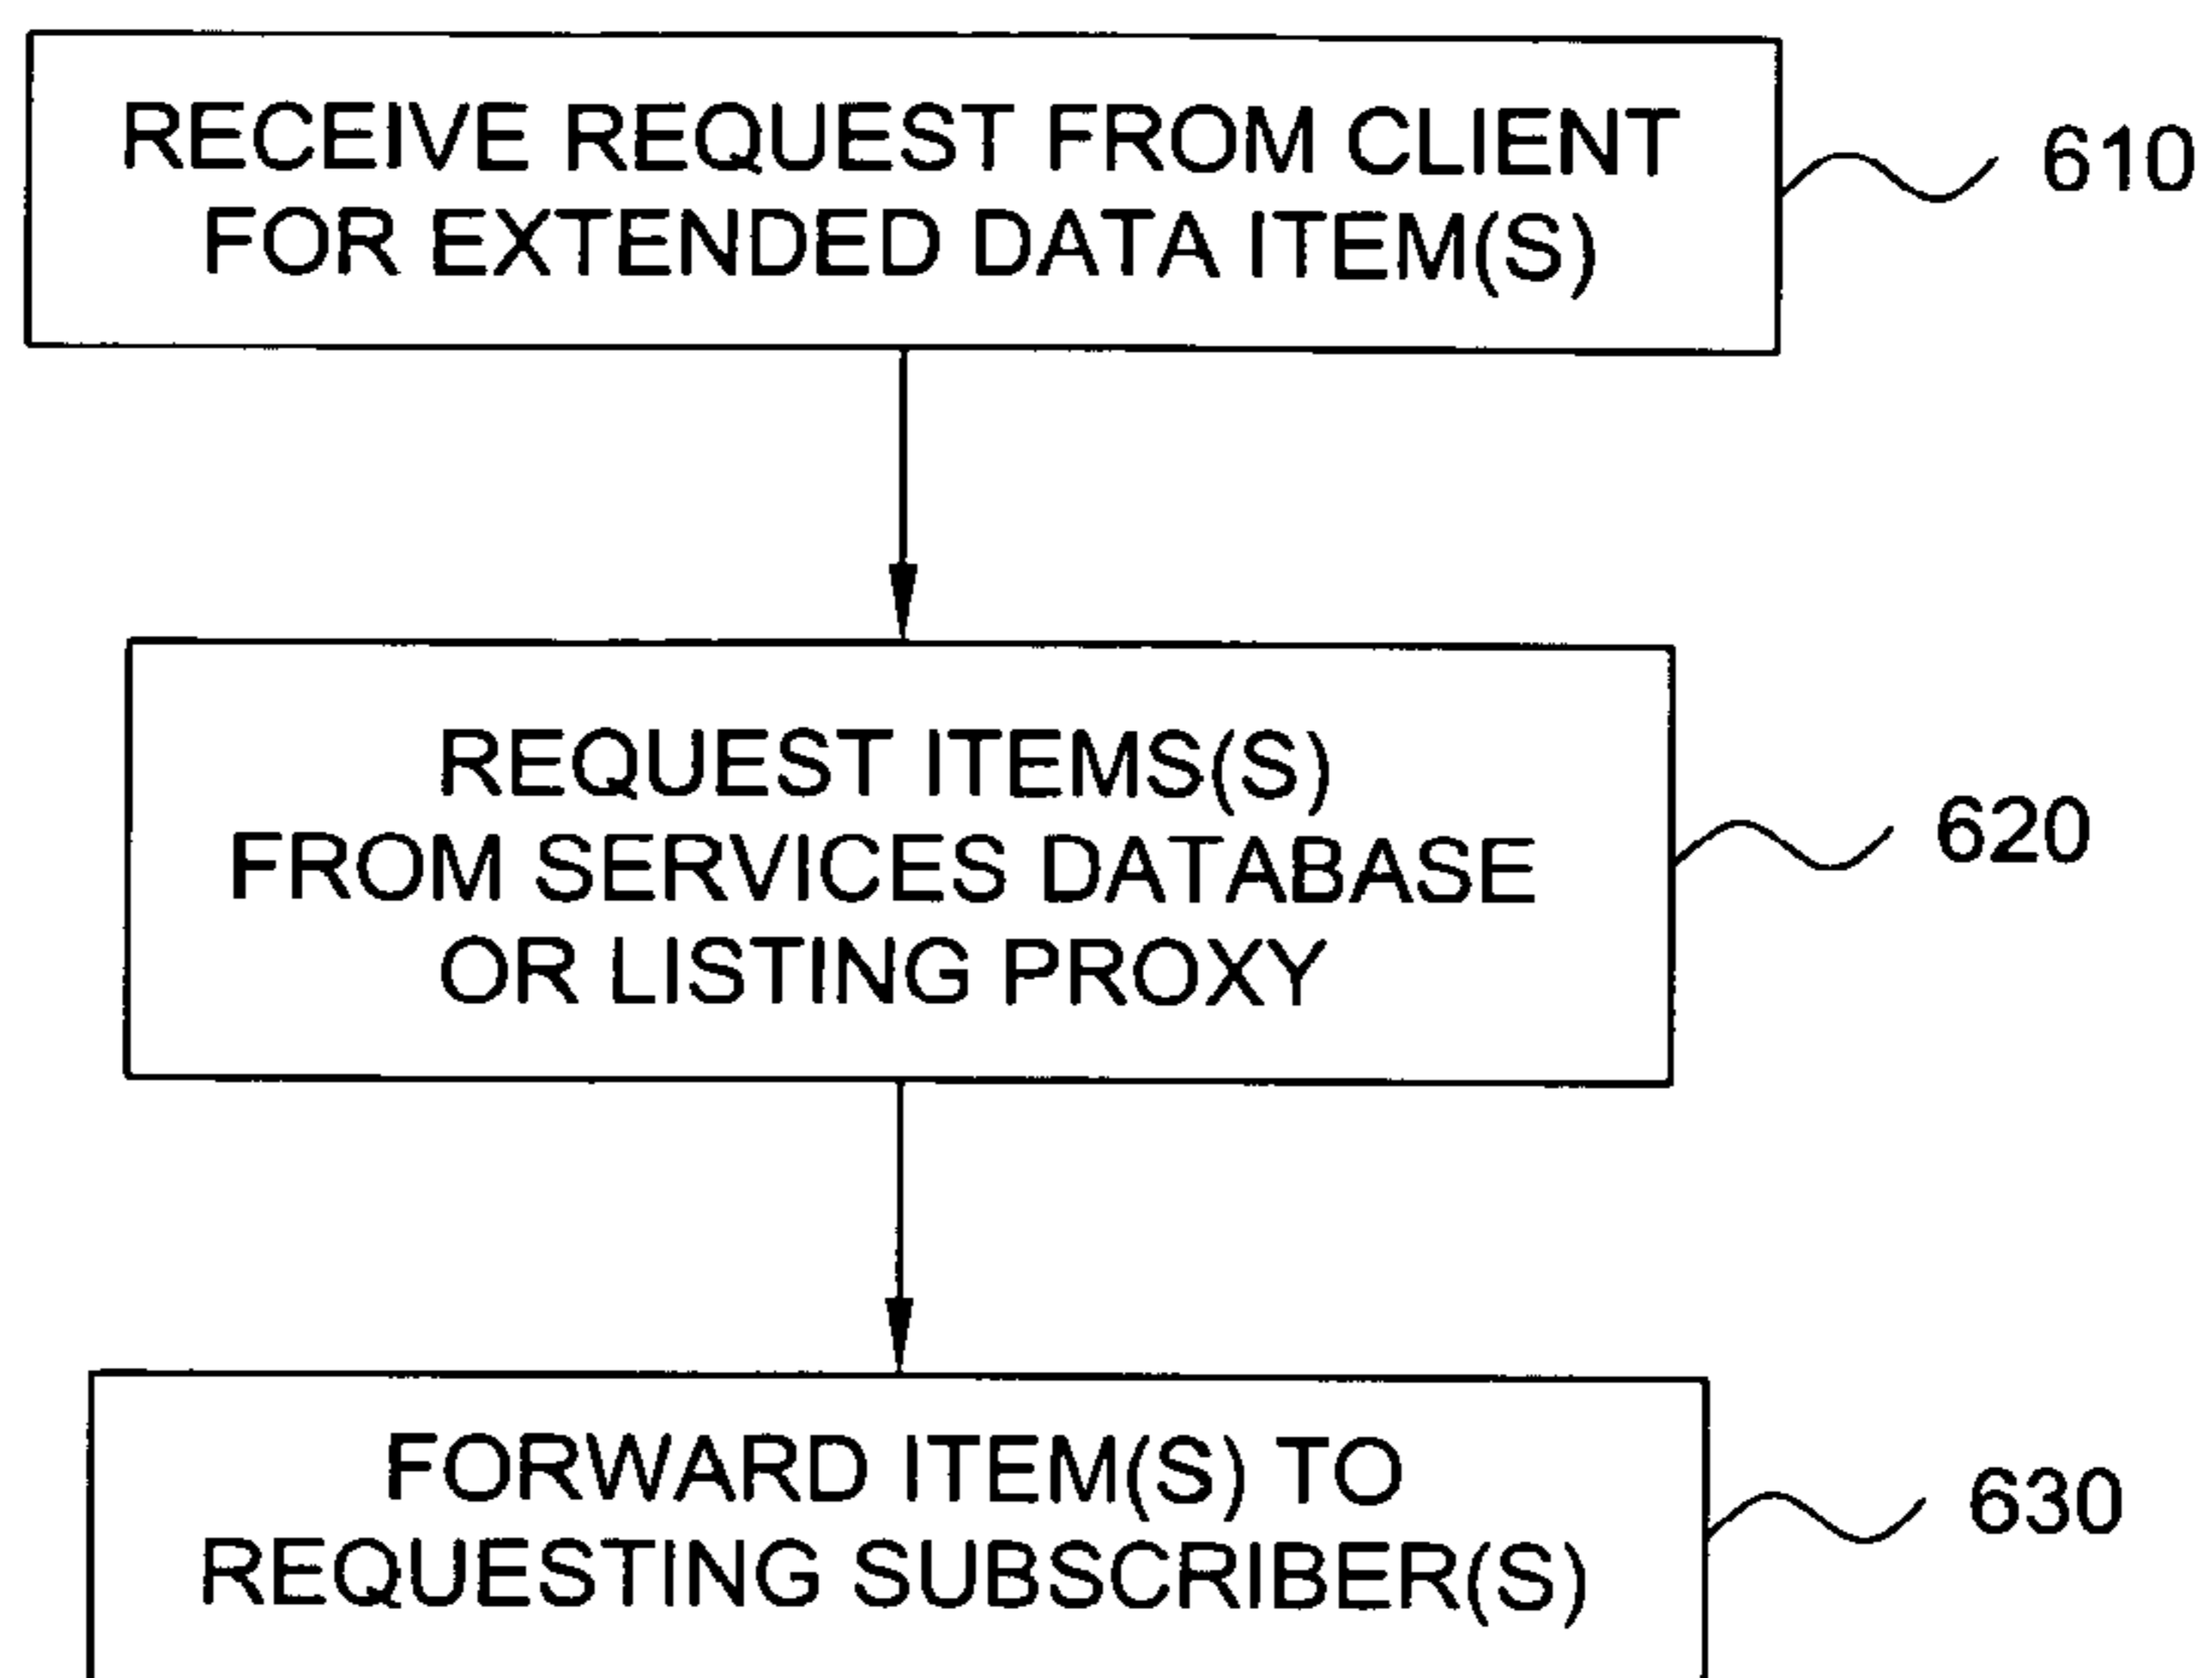 RECEIVE REQUEST FROM CLIENT
FOR EXTENDED DATA ITEM(S)
610
REQUEST ITEMS(S)
FROM SERVICES DATABASE
OR LISTING PROXY
620
FORWARD ITEM(S) TO
REQUESTING SUBSCRIBER(S)
630